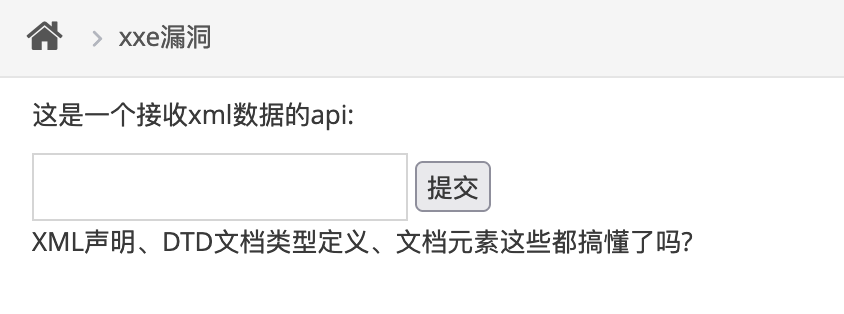 xxe漏洞
这是一个接收xml数据的api:
提交
XML声明、DTD文档类型定义、文档元素这些都搞懂了吗?